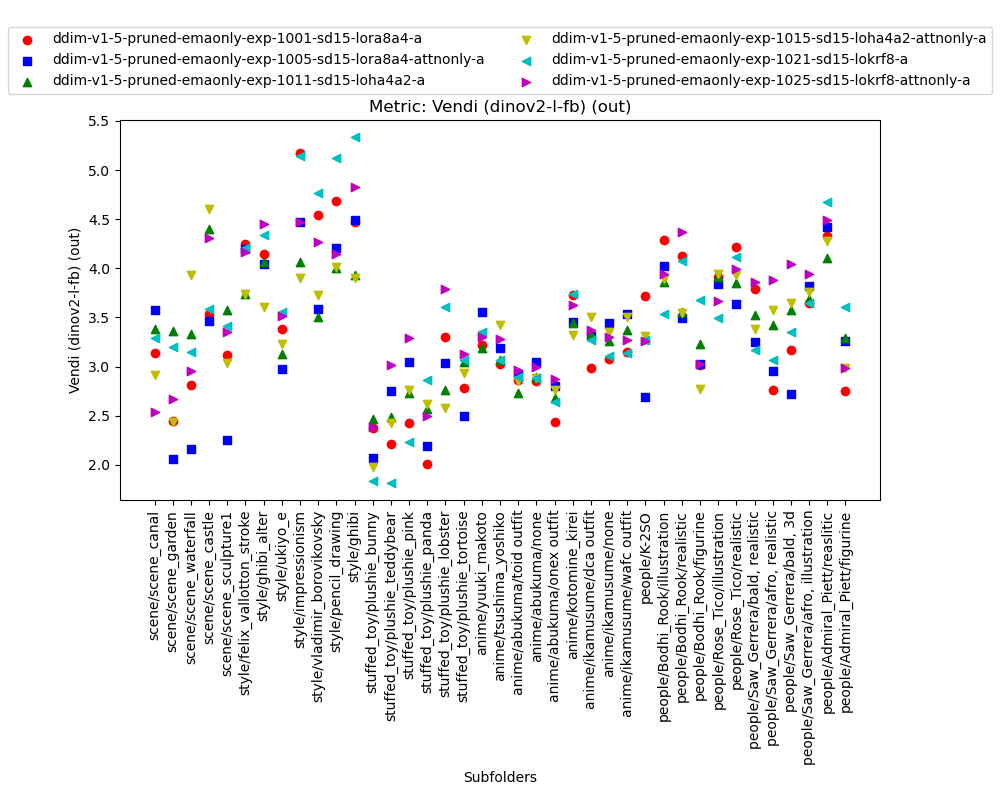 ddim-v1-5-pruned-emaonly-exp-1001-sd15-lora8a4-a
ddim-v1-5-pruned-emaonly-exp-1005-sd15-lora8a4-attnonly-a
ddim-v1-5-pruned-emaonly-exp-1011-sd15-loha4a2-a
ddim-v1-5-pruned-emaonly-exp-1015-sd15-loha4a2-attnonly-a
ddim-v1-5-pruned-emaonly-exp-1021-sd15-lokrf8-a
ddim-v1-5-pruned-emaonly-exp-1025-sd15-lokrf8-attnonly-a
Metric: Vendi (dinov2-l-fb) (out)
Vendi (dinov2-l-fb) (out)
5.5
5.0
4.5
4.0
3.5
3.0
2.5
2.0
scene/scene_canal
scene/scene_garden
scene/scene_waterfall
scene/scene_castle
scene/scene_sculpture1
style/felix_vallotton_stroke
style/ghibi_alter
style/ukiyo_e
style/impressionism
style/vladimir_borovikovsky
style/pencil_drawing
style/ghibi
stuffed_toy/plushie_bunny
stuffed_toy/plushie_teddybear
stuffed_toy/plushie_pink
stuffed_toy/plushie_panda
stuffed_toy/plushie_lobster
stuffed_toy/plushie_tortoise
anime/yuuki_makoto
anime/tsushima_yoshiko
anime/abukuma/toid outfit
anime/abukuma/none
anime/abukuma/onex outfit
anime/kotomine_kirei
anime/ikamusume/dca outfit
anime/ikamusume/none
anime/ikamusume/wafc outfit
people/K-2SO
people/Bodhi_Rook/illustration
people/Bodhi_Rook/realistic
people/Bodhi_Rook/figurine
people/Rose_Tico/illustration
people/Rose_Tico/realistic
people/Saw_Gerrera/bald, realistic
people/Saw_Gerrera/afro, realistic
people/Saw_Gerrera/bald, 3d
people/Saw_Gerrera/afro, illustration
people/Admiral_Piett/reaslitic
people/Admiral_Piett/figurine
Subfolders